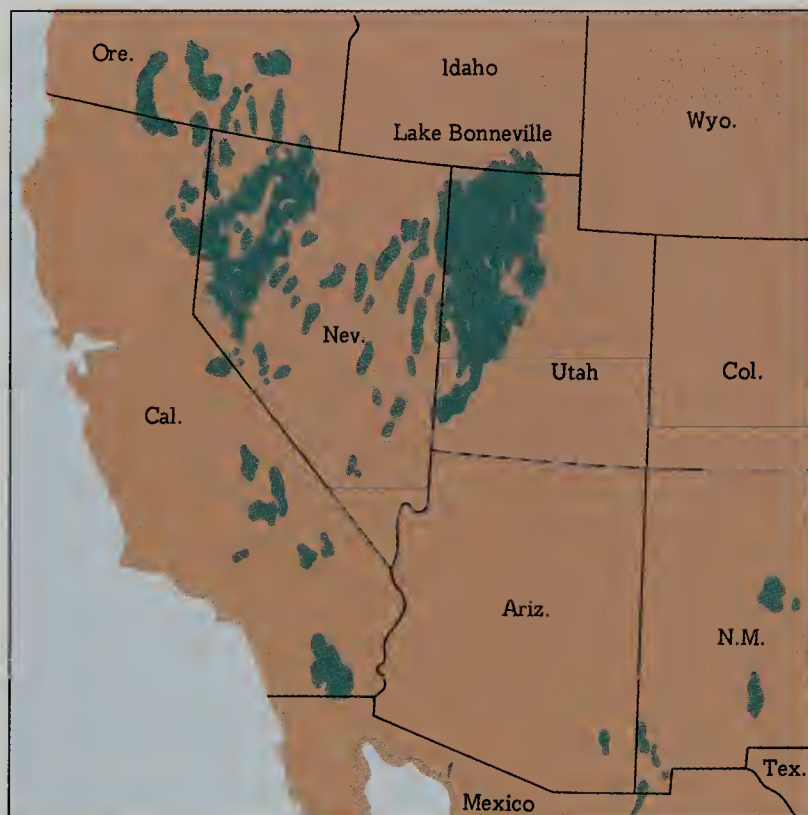 Ore.
Idaho
Wyo.
Lake Bonneville
Nev.
Utah
Col.
Cal.
Ariz.
N.M.
Tex.
Mexico